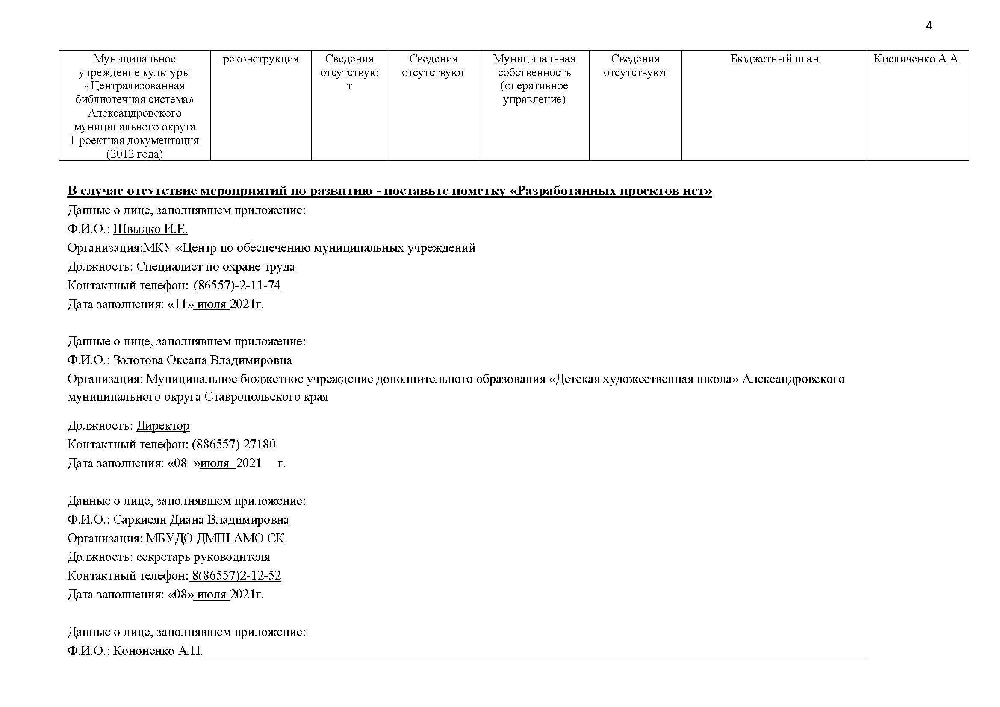 4
Муниципальное
учреждение культуры
«Централизованная
библиотечная система»
Александровского
муниципального округа
Проектная документация
(2012 года)
реконструкция
Сведения
отсутствую
т
Сведения
отсутствуют
Муниципальная
собственность
(оперативное
управление)
Сведения
отсутствуют
Бюджетный план
Кисличенко А.А.
В случае отсутствие мероприятий по развитию - поставьте пометку «Разработанных проектов нет»
Данные о лице, заполнявшем приложение:
Ф.И.О.: Швыдко И.Е.
Организация:МКУ «Центр по обеспечению муниципальных учреждений
Должность: Специалист по охране труда
Контактный телефон: (86557)-2-11-74
Дата заполнения: «11» июля 2021г.
Данные о лице, заполнявшем приложение:
Ф.И.О.: Золотова Оксана Владимировна
Организация: Муниципальное бюджетное учреждение дополнительного образования «Детская художественная школа» Александровского
муниципального округа Ставропольского края
Должность: Директор
Контактный телефон: (886557) 27180
Дата заполнения: «08 »июля 2021 г.
Данные о лице, заполнявшем приложение:
Ф.И.О.: Саркисян Диана Владимировна
Организация: МБУДО ДМШ АМО СК
Должность: секретарь руководителя
Контактный телефон: 8(86557)2-12-52
Дата заполнения: «08» июля 2021г.
Данные о лице, заполнявшем приложение:
Ф.И.О.: Кононенко А.П.